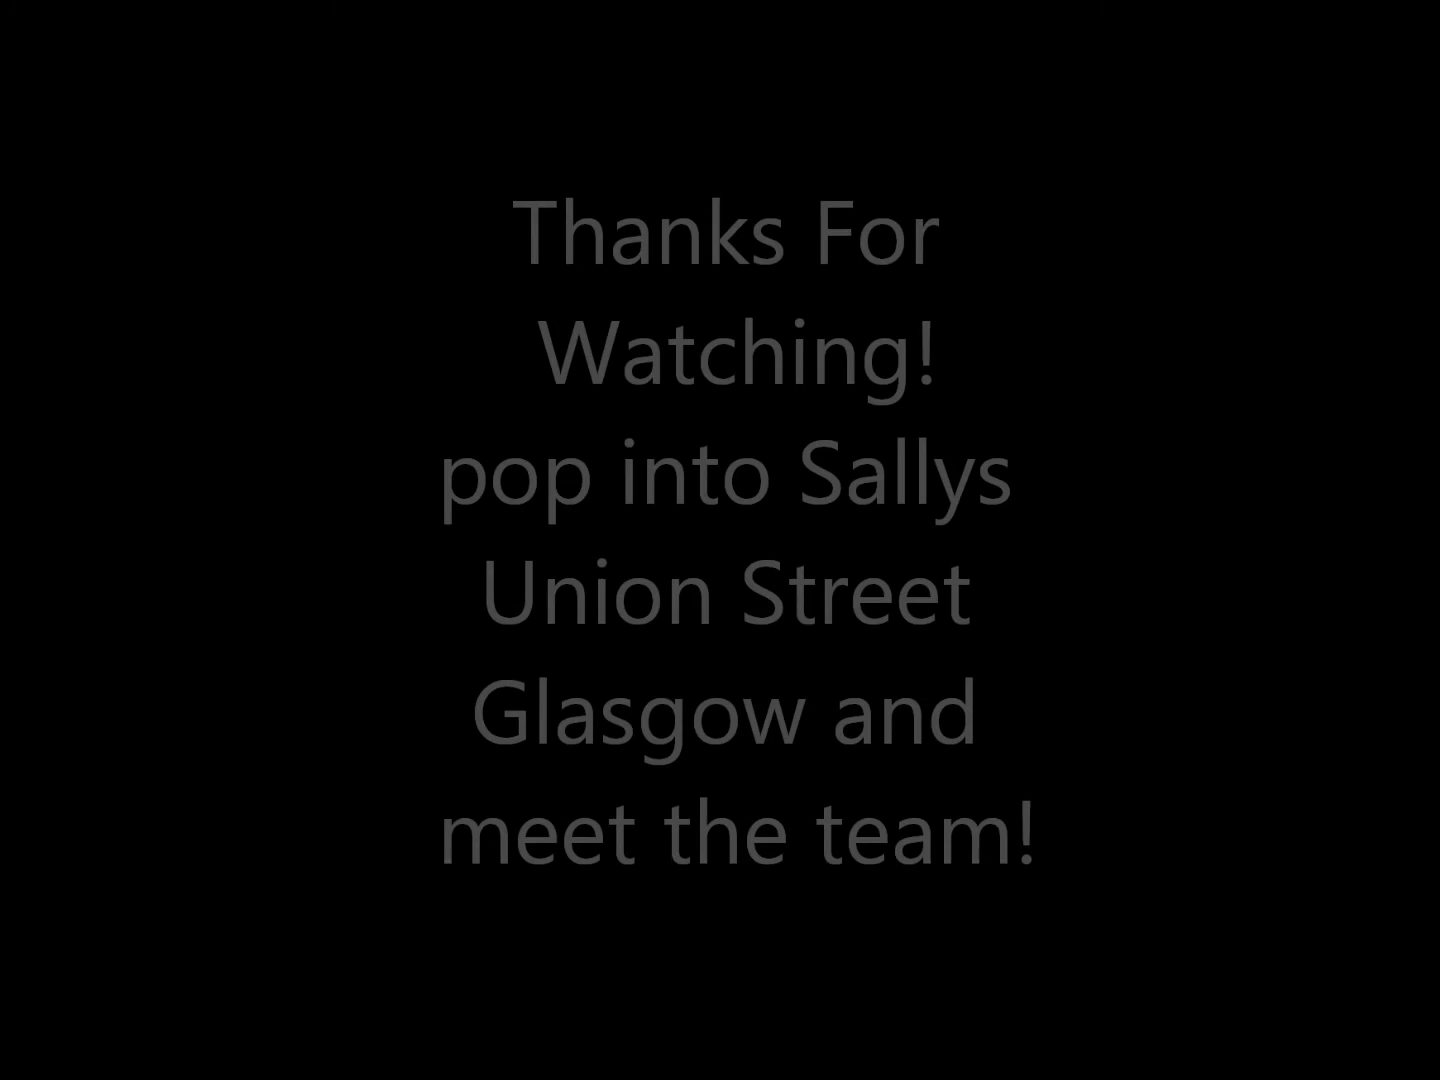 Thanks For
Watching!
pop into Sallys
Union Street
Glasgow and
meet the team!